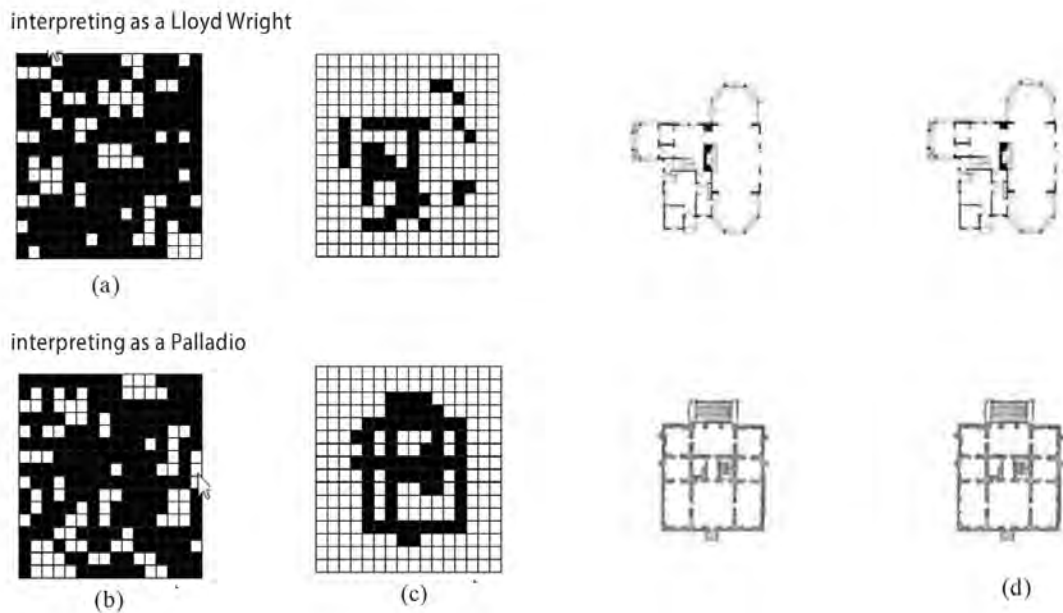 interpreting as a Lloyd Wright
(a)
interpreting as a Palladio
(b)
(c)
(d)